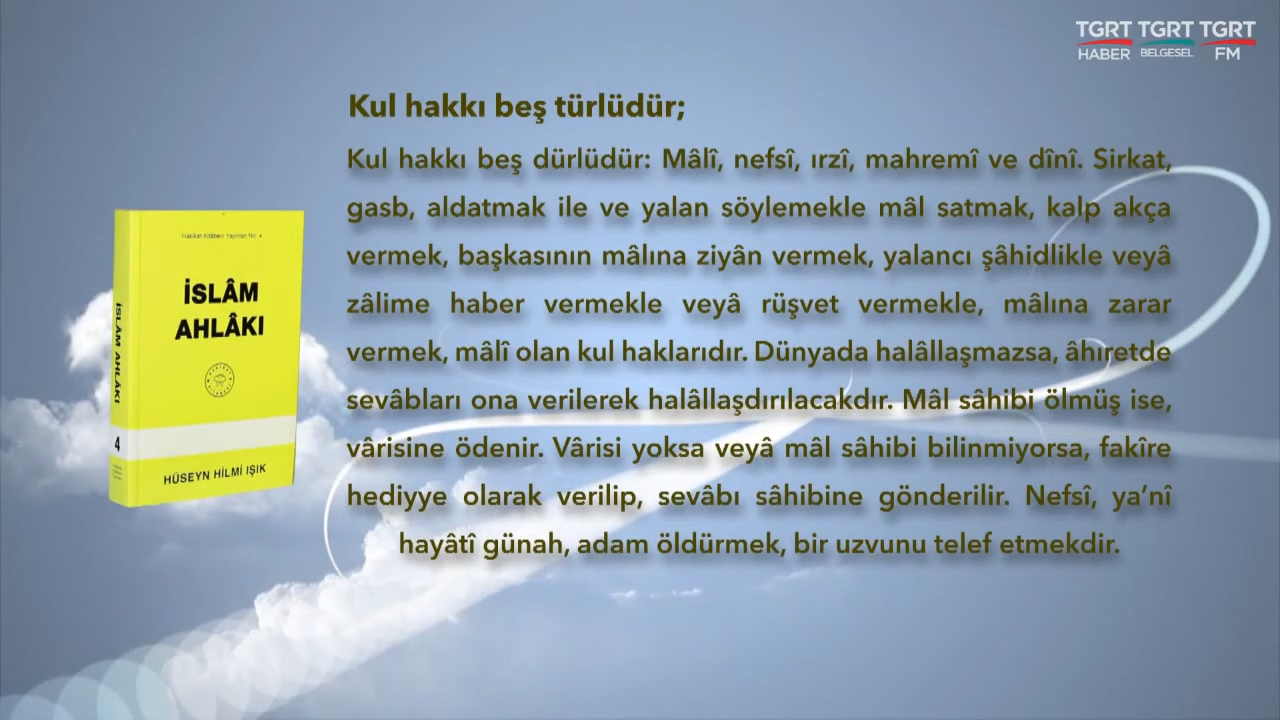 TGRT TGRT TGRT
HABER BELGESEL FM
Kul hakkı beş türlüdür;
Kul hakkı beş dürlüdür: Mâlî, nefsî, ırzî, mahremî ve dînî. Sirkat,
gasb, aldatmak ile ve yalan söylemekle mâl satmak, kalp akça
vermek, başkasının mâlına ziyân vermek, yalancı şâhidlikle veyâ
zâlime haber vermekle veyâ rüşvet vermekle, mâlına zarar
vermek, mâlî olan kul haklarıdır. Dünyada halâllaşmazsa, âhıretde
sevâbları ona verilerek halâllaşdırılacakdır. Mâl sâhibi ölmüş ise,
vârisine ödenir. Vârisi yoksa veyâ mâl sâhibi bilinmiyorsa, fakîre
hediyye olarak verilip, sevâbı sâhibine gönderilir. Nefsî, ya’nî
hayâtî günah, adam öldürmek, bir uzvunu telef etmekdir.
Hakîkat Kitâbevi Yayınları No: 4
İSLÂM
AHLÂKI
HÜSEYN HİLMİ IŞIK
İSLÂM AHLÂKI
4